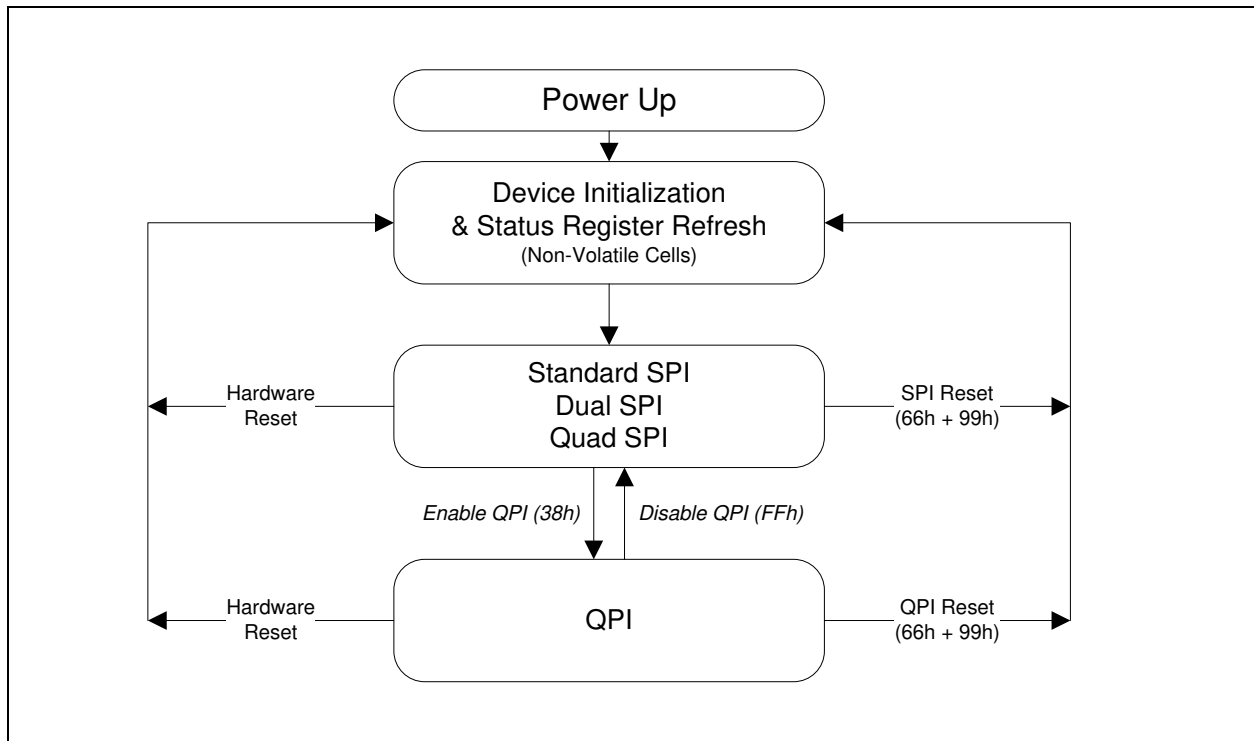 Power Up
Device Initialization
& Status Register Refresh
(Non-Volatile Cells)
Standard SPI
Dual SPI
Quad SPI
Hardware
Reset
SPI Reset
(66h + 99h)
Enable QPI (38h)
Disable QPI (FFh)
QPI
Hardware
Reset
QPI Reset
(66h + 99h)